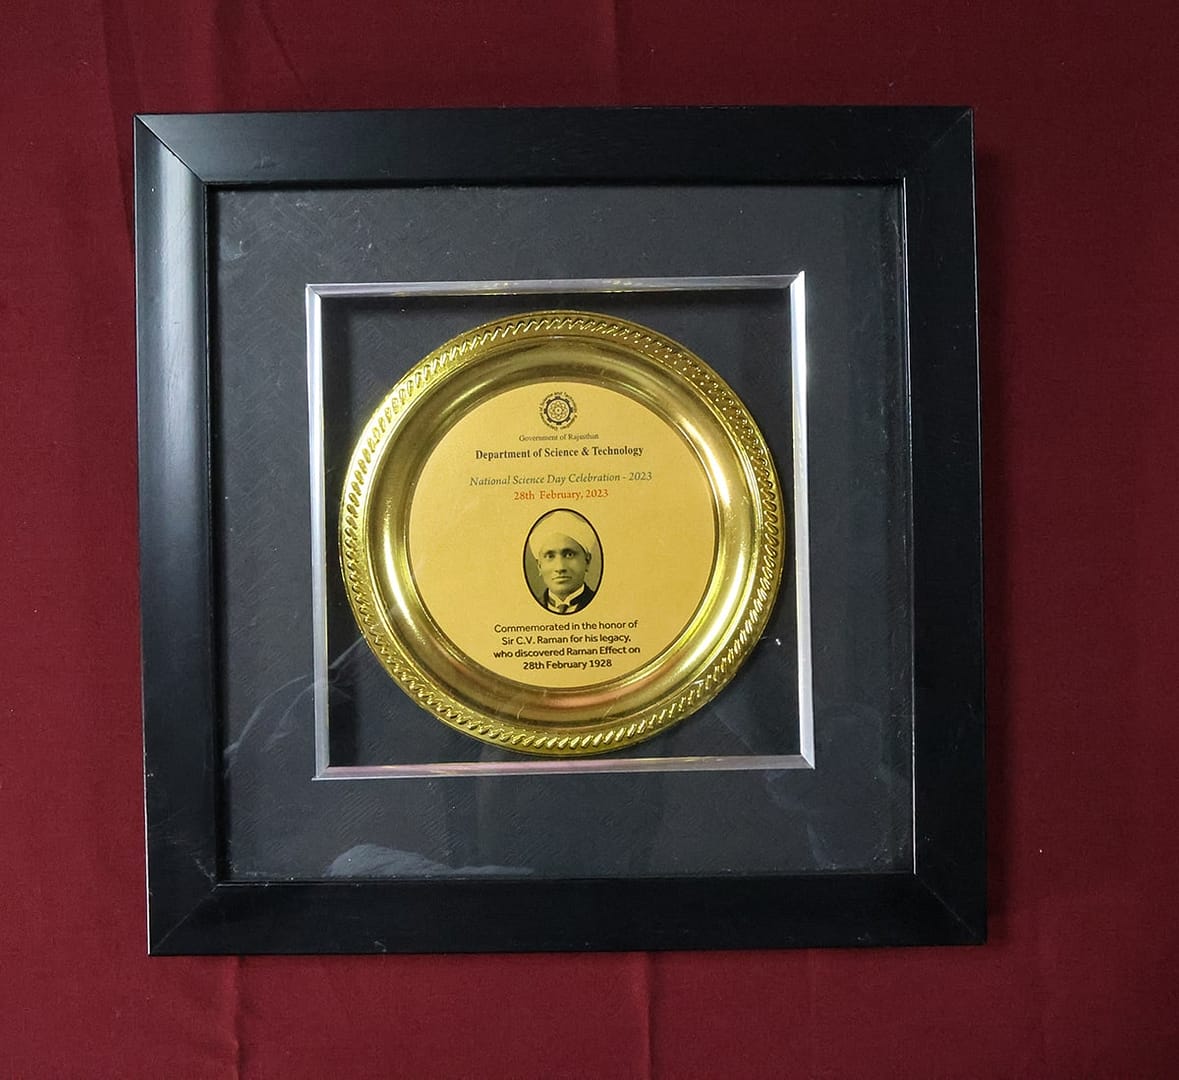 Government of Rajasthan
Department of Science & Technology
National Science Day Celebration - 2023
28th February, 2023
Commemorated in the honor of
Sir C.V. Raman for his legacy,
who discovered Raman Effect on
28th February 1928